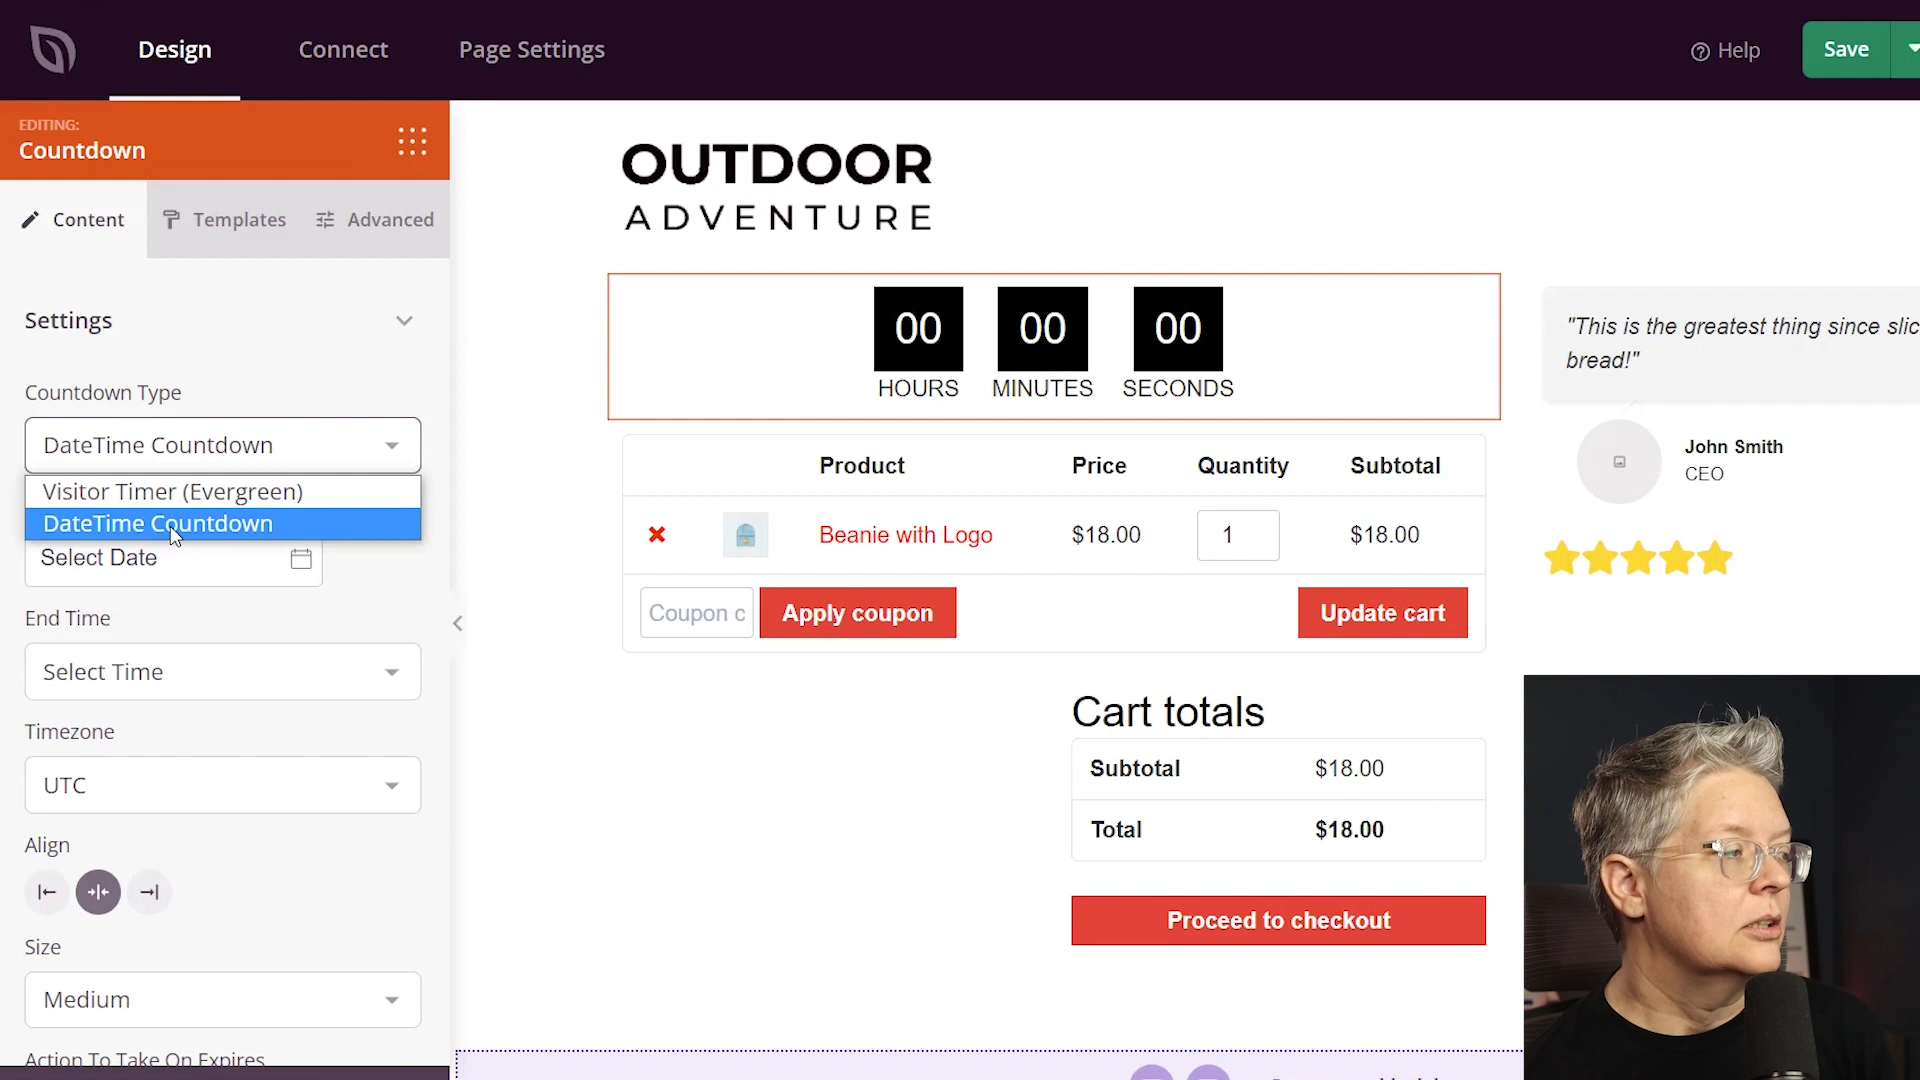 Design
Connect
Page Settings
Help
Save
EDITING:
Countdown
Content
Templates
Advanced
Settings
Countdown Type
DateTime Countdown
Visitor Timer (Evergreen)
DateTime Countdown
Select Date
End Time
Select Time
Timezone
UTC
Align
Size
Medium
Action To Take On Expires
OUTDOOR
ADVENTURE
00 00 00
HOURS MINUTES SECONDS
Product Price Quantity Subtotal
Beanie with Logo $18.00 1 $18.00
Coupon c
Apply coupon
Update cart
Cart totals
Subtotal $18.00
Total $18.00
Proceed to checkout
"This is the greatest thing since slic
bread!"
John Smith
CEO